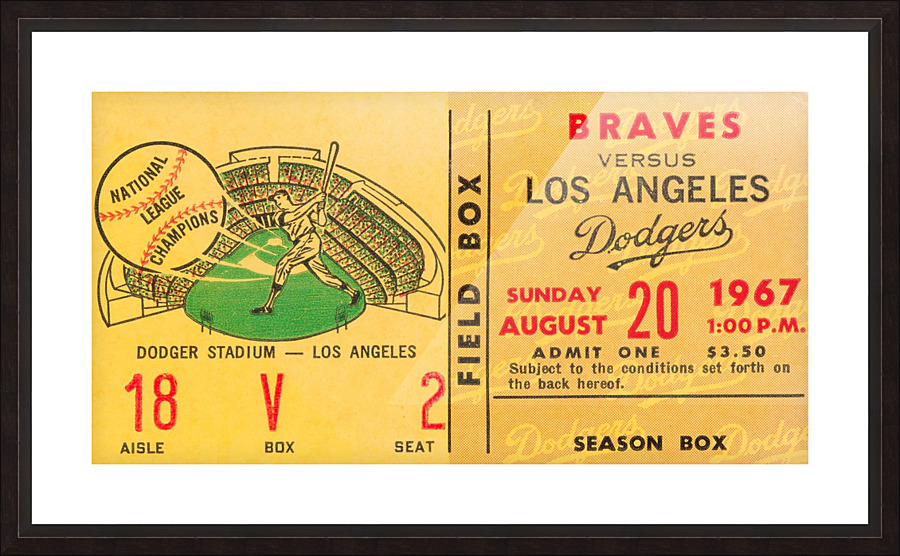 NATIONAL
LEAGUE
CHAMPIONS
DODGER STADIUM — LOS ANGELES
18 V 2
AISLE BOX SEAT
FIELD BOX
BRAVES
VERSUS
LOS ANGELES
Dodgers
SUNDAY
AUGUST 20
1967
1:00 P.M.
ADMIT ONE $3.50
Subject to the conditions set forth on
the back hereof.
SEASON BOX